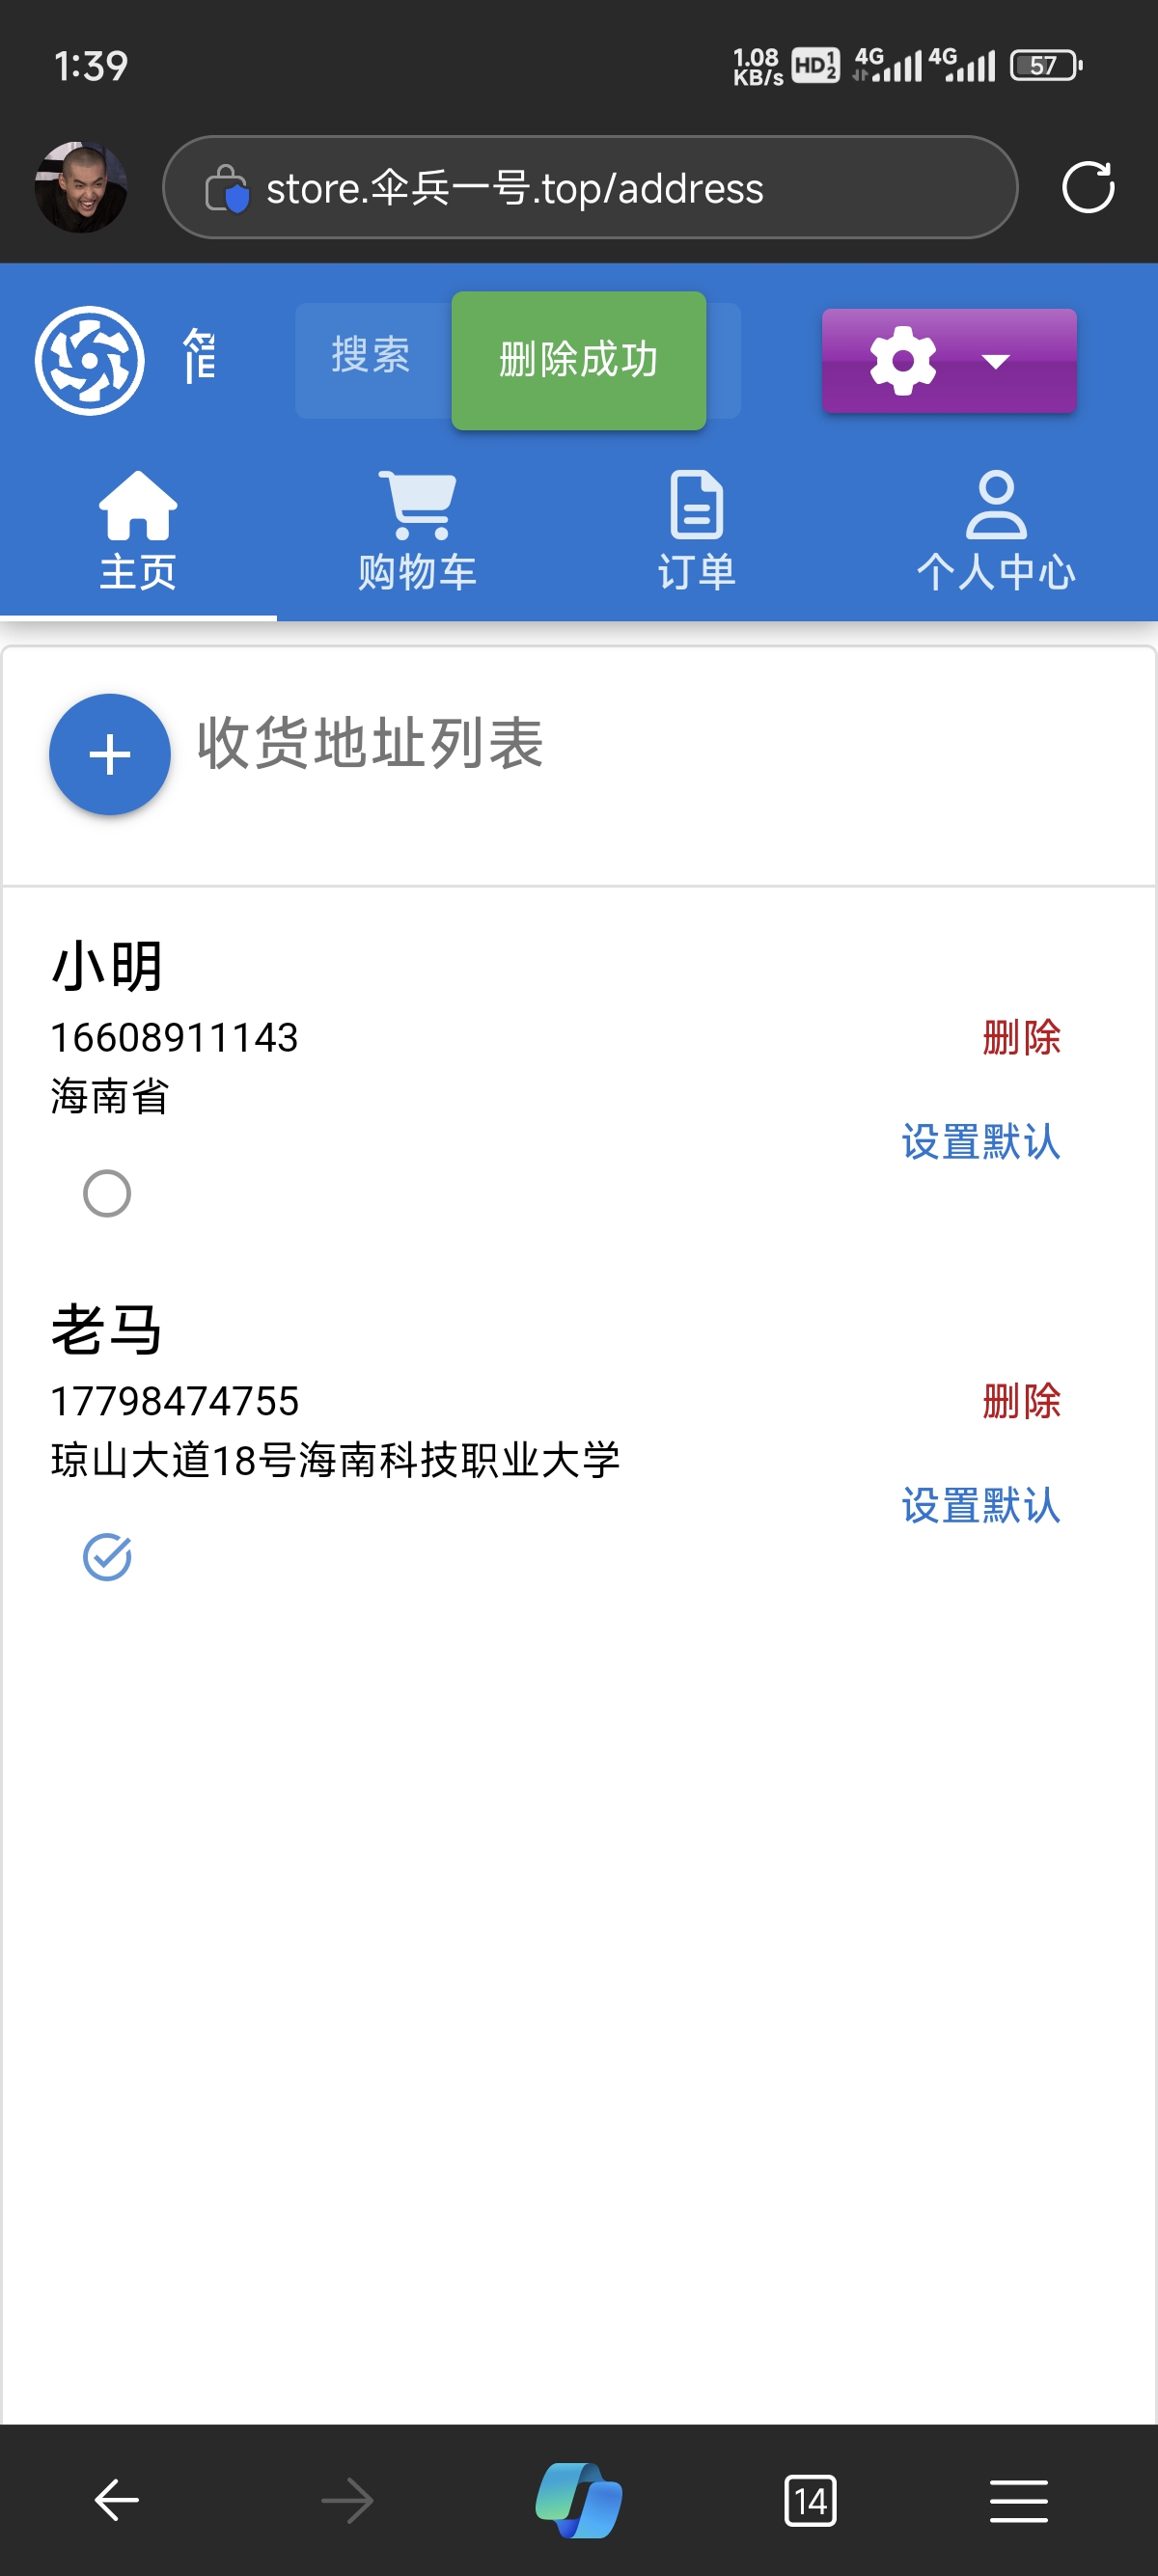 1:39
1.08
KB/s
HD 1 2
4G
4G
57
store.伞兵一号.top/address
搜索
删除成功
主页
购物车
订单
个人中心
收货地址列表
小明
16608911143
删除
海南省
设置默认
老马
17798474755
删除
琼山大道18号海南科技职业大学
设置默认
14